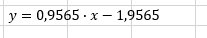 y = 0,9565 · x − 1,9565